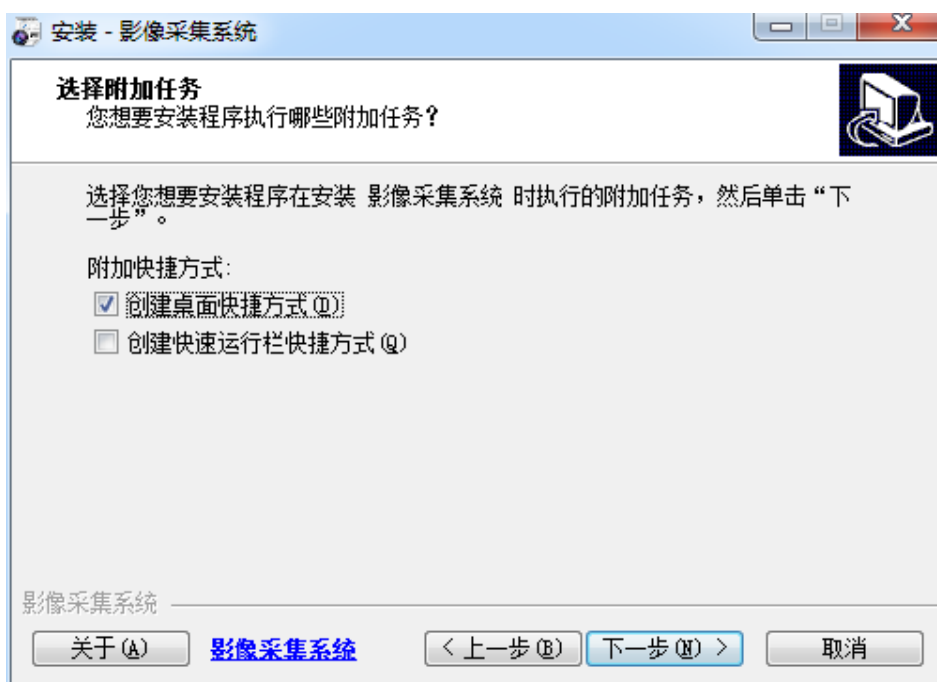 安装 - 影像采集系统
选择附加任务
您想要安装程序执行哪些附加任务?
选择您想要安装程序在安装 影像采集系统 时执行的附加任务，然后单击“下
一步”。
附加快捷方式:
创建桌面快捷方式(D)
创建快速运行栏快捷方式(Q)
影像采集系统
关于(A) 影像采集系统 < 上一步(B) 下一步(N) > 取消